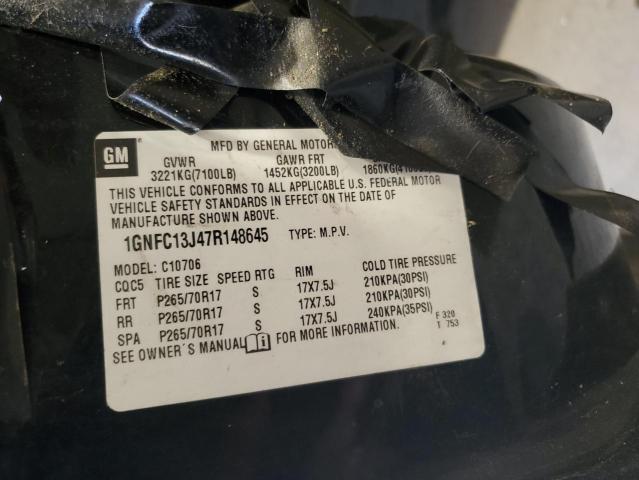 GM
MFD BY GENERAL MOTOR
GVWR GAWR FRT
3221KG(7100LB) 1452KG(3200LB) 1860KG(4100
THIS VEHICLE CONFORMS TO ALL APPLICABLE U.S. FEDERAL MOTOR
VEHICLE SAFETY STANDARDS IN EFFECT ON THE DATE OF
MANUFACTURE SHOWN ABOVE.
1GNFC13J47R148645 TYPE: M.P.V.
MODEL: C10706
CQC5 TIRE SIZE SPEED RTG RIM COLD TIRE PRESSURE
FRT P265/70R17 S 17X7.5J 210KPA(30PSI)
RR P265/70R17 S 17X7.5J 210KPA(30PSI)
SPA P265/70R17 S 17X7.5J 240KPA(35PSI)
SEE OWNER'S MANUAL i FOR MORE INFORMATION.
F 320
T 753